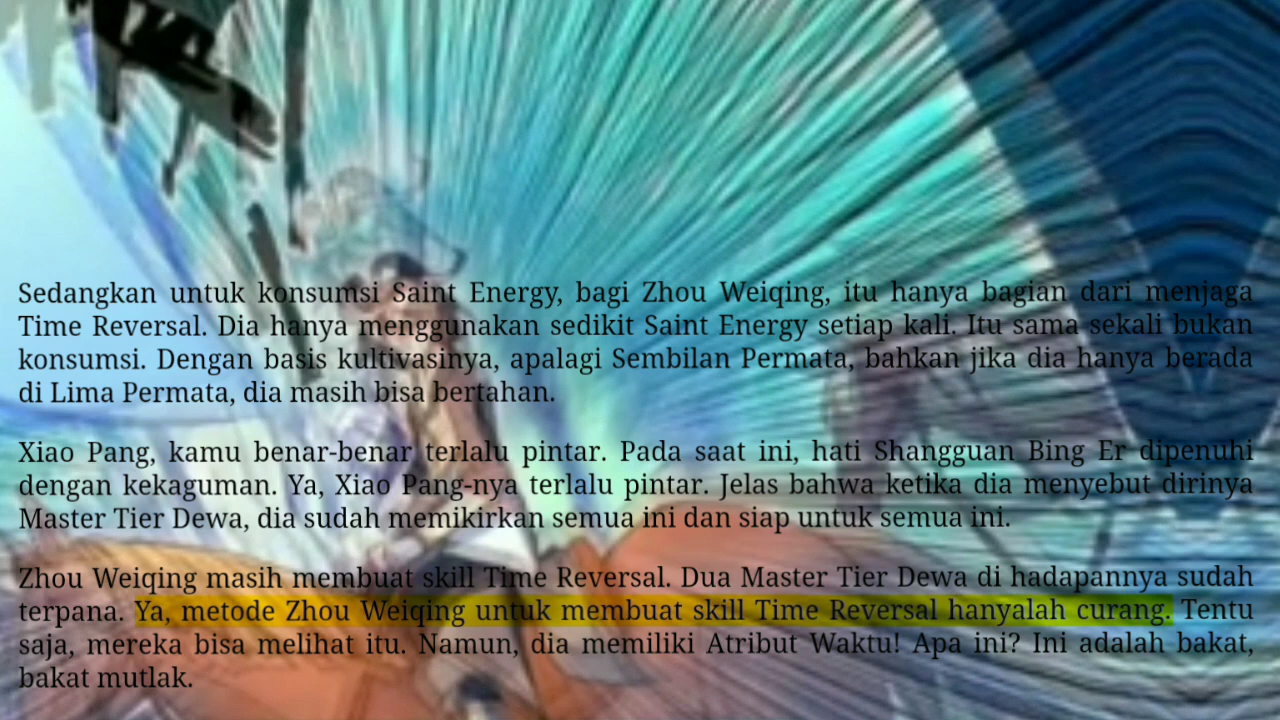 Sedangkan untuk konsumsi Saint Energy, bagi Zhou Weiqing, itu hanya bagian dari menjaga
Time Reversal. Dia hanya menggunakan sedikit Saint Energy setiap kali. Itu sama sekali bukan
konsumsi. Dengan basis kultivasinya, apalagi Sembilan Permata, bahkan jika dia hanya berada
di Lima Permata, dia masih bisa bertahan.
Xiao Pang, kamu benar-benar terlalu pintar. Pada saat ini, hati Shangguan Bing Er dipenuhi
dengan kekaguman. Ya, Xiao Pang-nya terlalu pintar. Jelas bahwa ketika dia menyebut dirinya
Master Tier Dewa, dia sudah memikirkan semua ini dan siap untuk semua ini.
Zhou Weiqing masih membuat skill Time Reversal. Dua Master Tier Dewa di hadapannya sudah
terpana. Ya, metode Zhou Weiqing untuk membuat skill Time Reversal hanyalah curang. Tentu
saja, mereka bisa melihat itu. Namun, dia memiliki Atribut Waktu! Apa ini? Ini adalah bakat,
bakat mutlak.